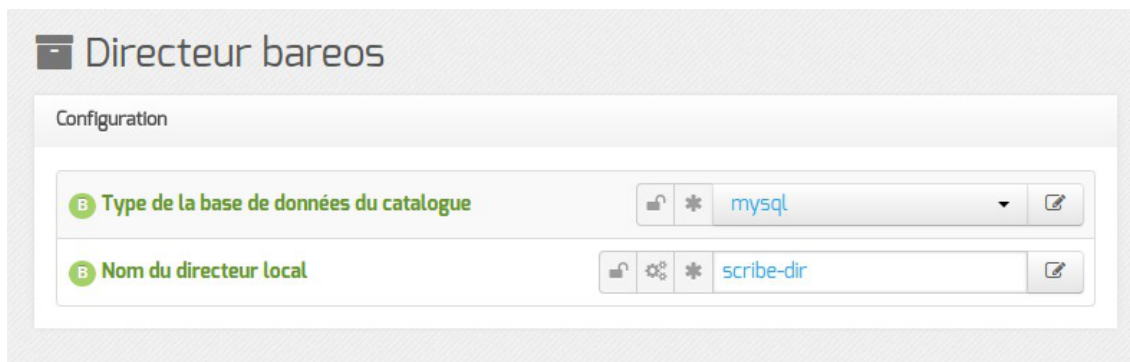 Directeur bareos
Configuration
B Type de la base de données du catalogue mysql
B Nom du directeur local scribe-dir